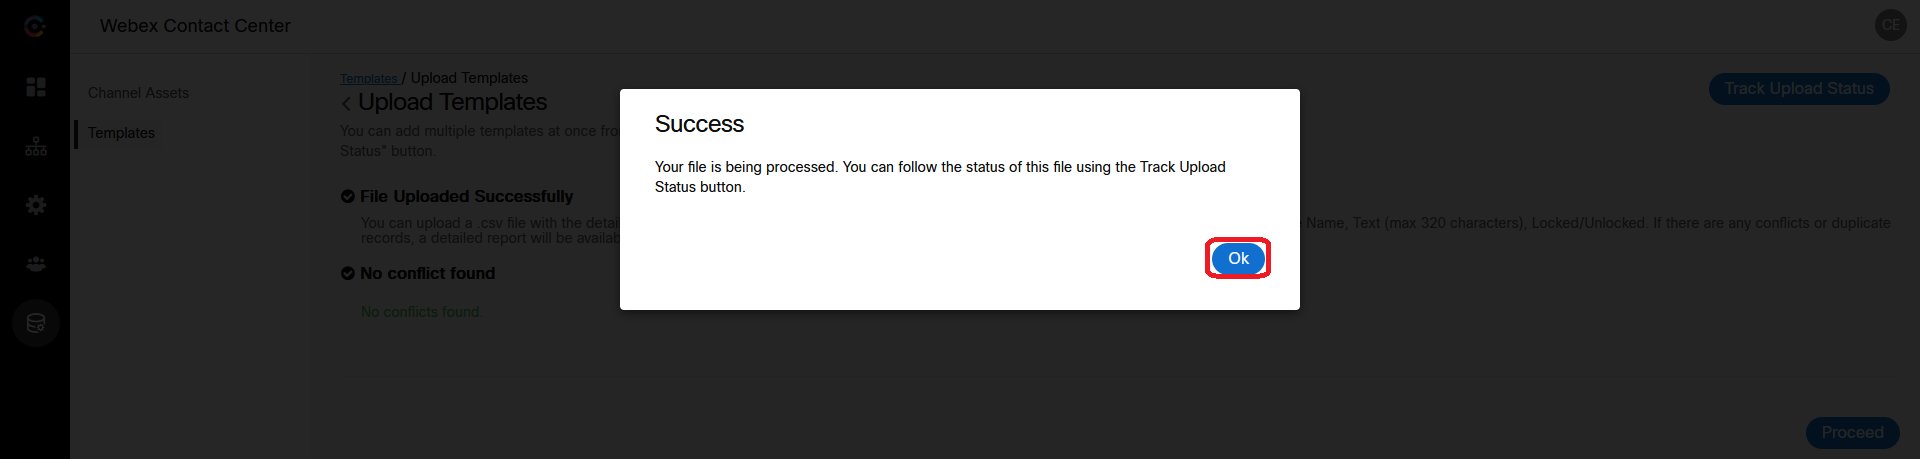 Webex Contact Center
CE
Channel Assets
Templates
Templates / Upload Templates
Upload Templates
Track Upload Status
You can add multiple templates at once fro
Status" button.
File Uploaded Successfully
You can upload a .csv file with the detai
Name, Text (max 320 characters), Locked/Unlocked. If there are any conflicts or duplicate
records, a detailed report will be availab
No conflict found
No conflicts found.
Success
Your file is being processed. You can follow the status of this file using the Track Upload
Status button.
Ok
Proceed